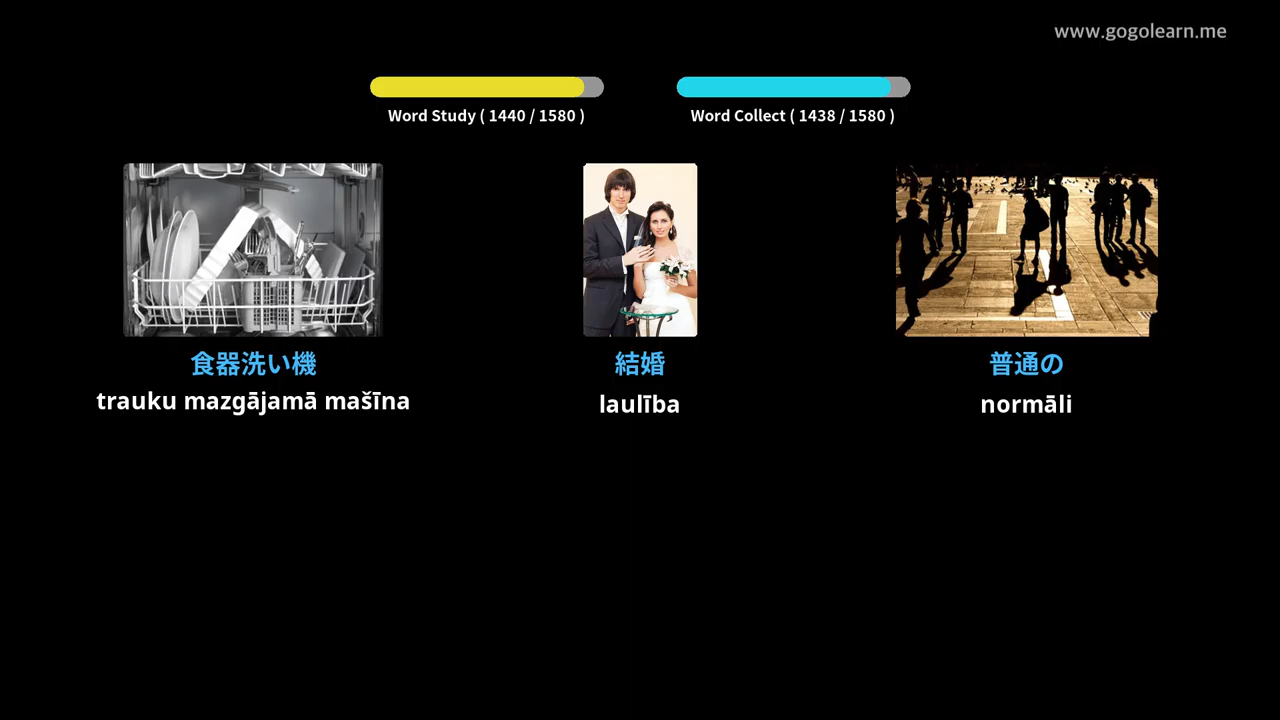 www.gogolearn.me
Word Study ( 1440 / 1580 )
Word Collect ( 1438 / 1580 )
食器洗い機
trauku mazgājamā mašīna
結婚
laulība
普通の
normāli